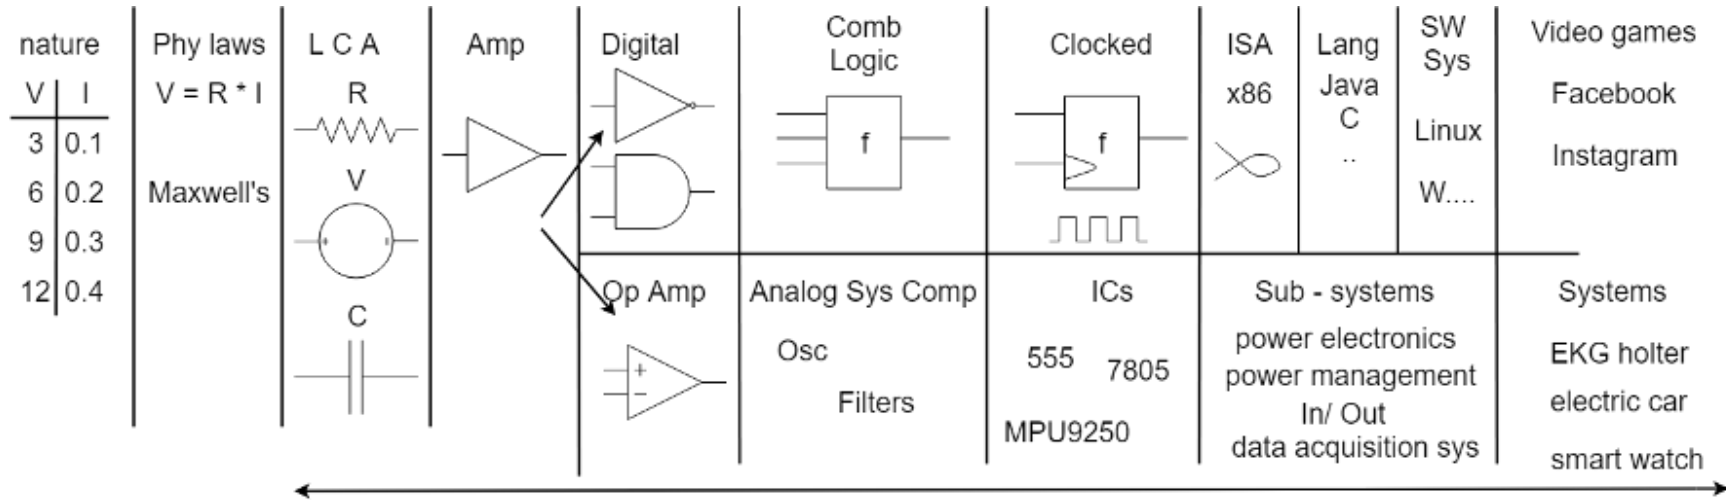 nature
V I
3 0.1
6 0.2
9 0.3
12 0.4
Phy laws
V = R * I
Maxwell's
L C A
R
V
C
Amp
Digital
Comb
Logic
f
Clocked
f
ISA
x86
Lang
Java
C
..
SW
Sys
Linux
W....
Video games
Facebook
Instagram
Op Amp
+
−
Analog Sys Comp
Osc
Filters
ICs
555
7805
MPU9250
Sub - systems
power electronics
power management
In/ Out
data acquisition sys
Systems
EKG holter
electric car
smart watch